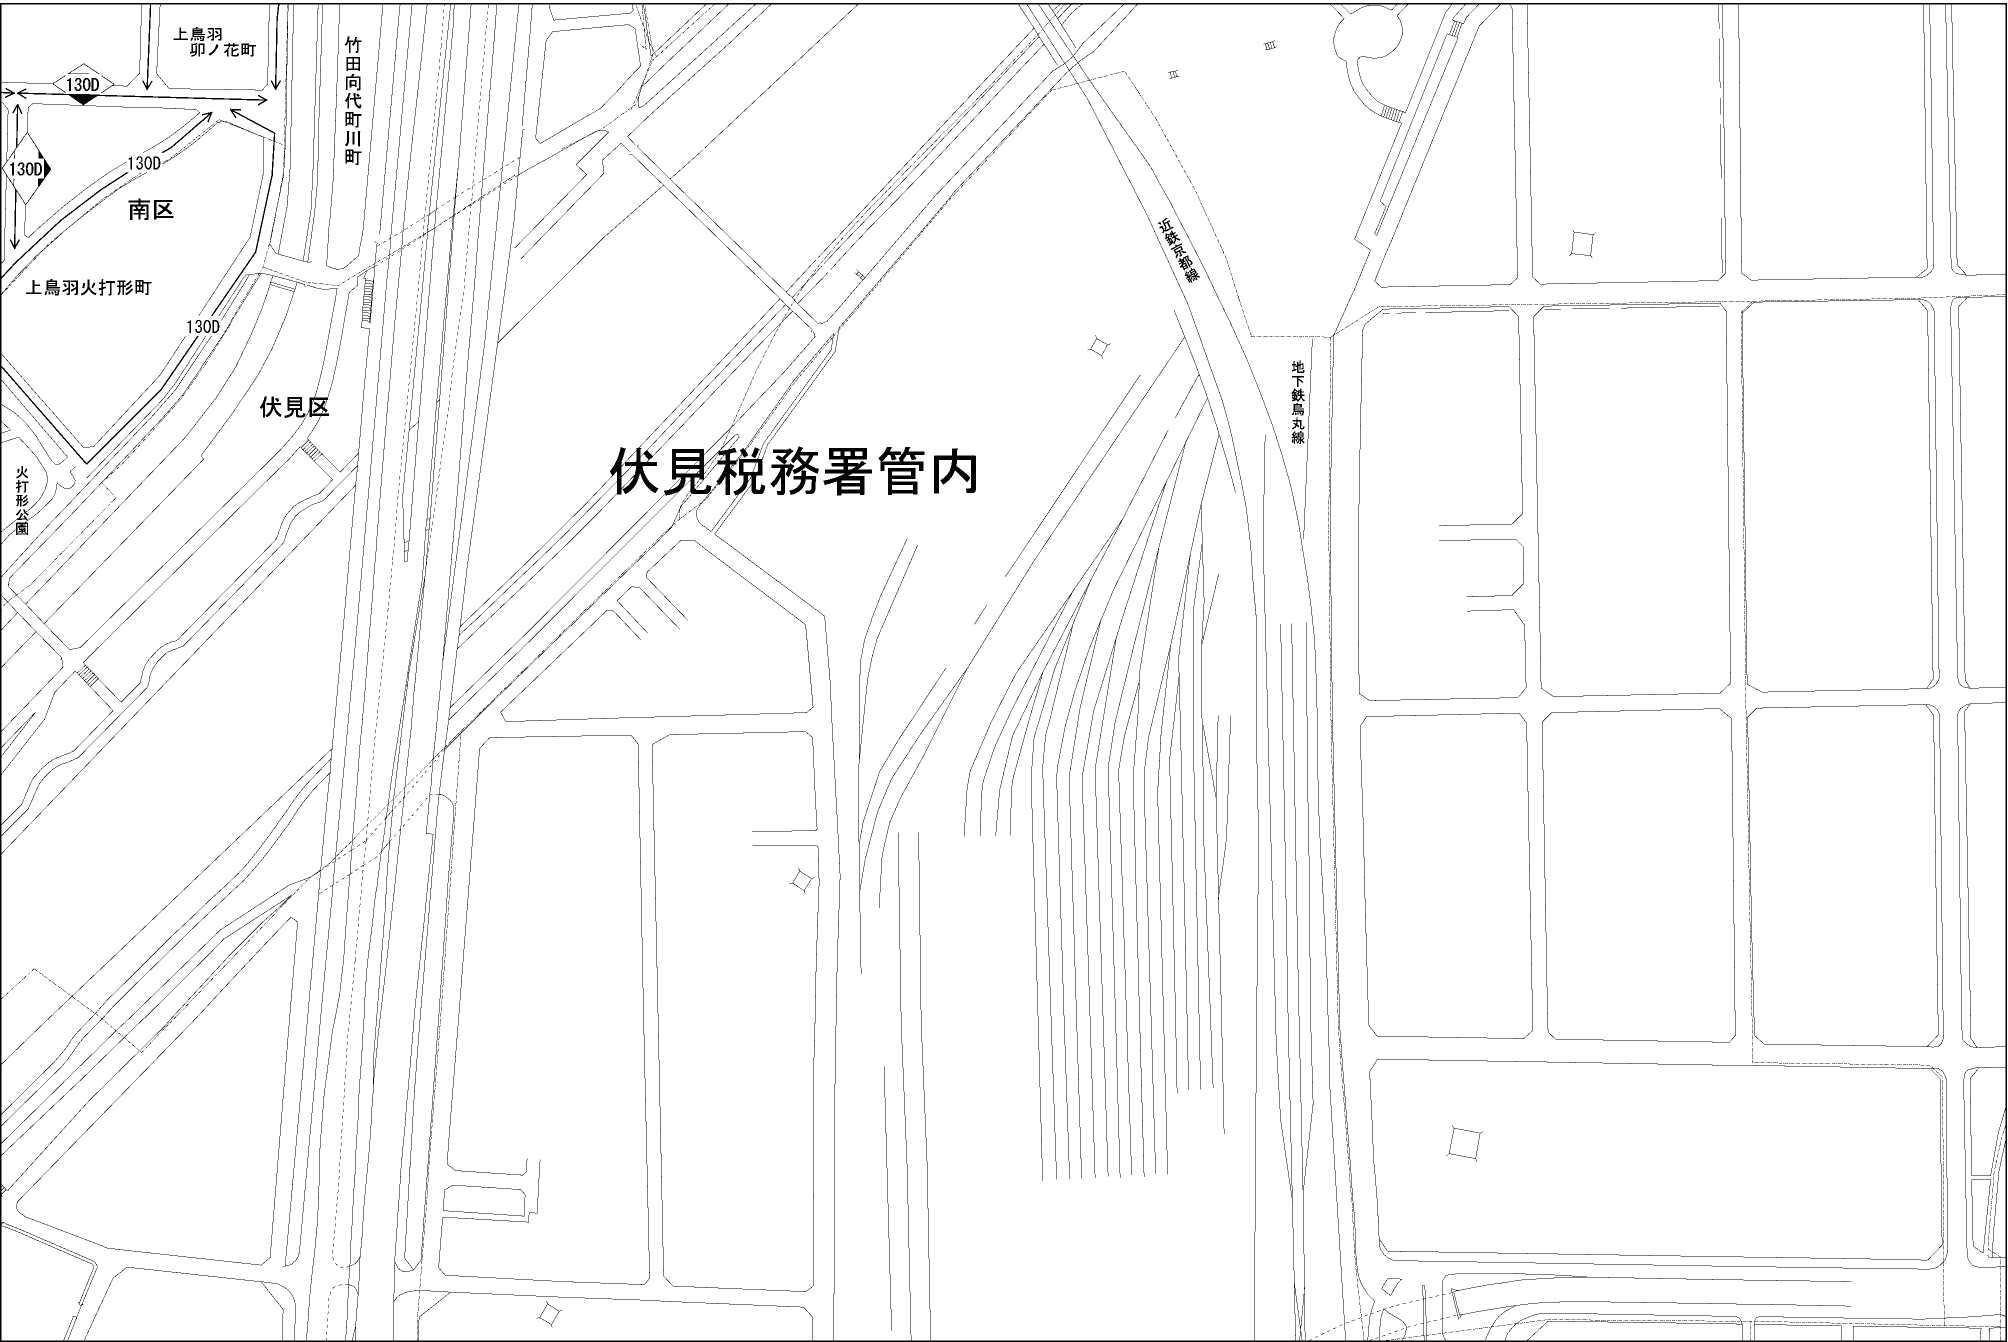 上鳥羽
卯ノ花町
竹田向代町川町
130D
130D
130D
南区
上鳥羽火打形町
130D
伏見区
火打形公園
伏見税務署管内
近鉄京都線
地下鉄烏丸線